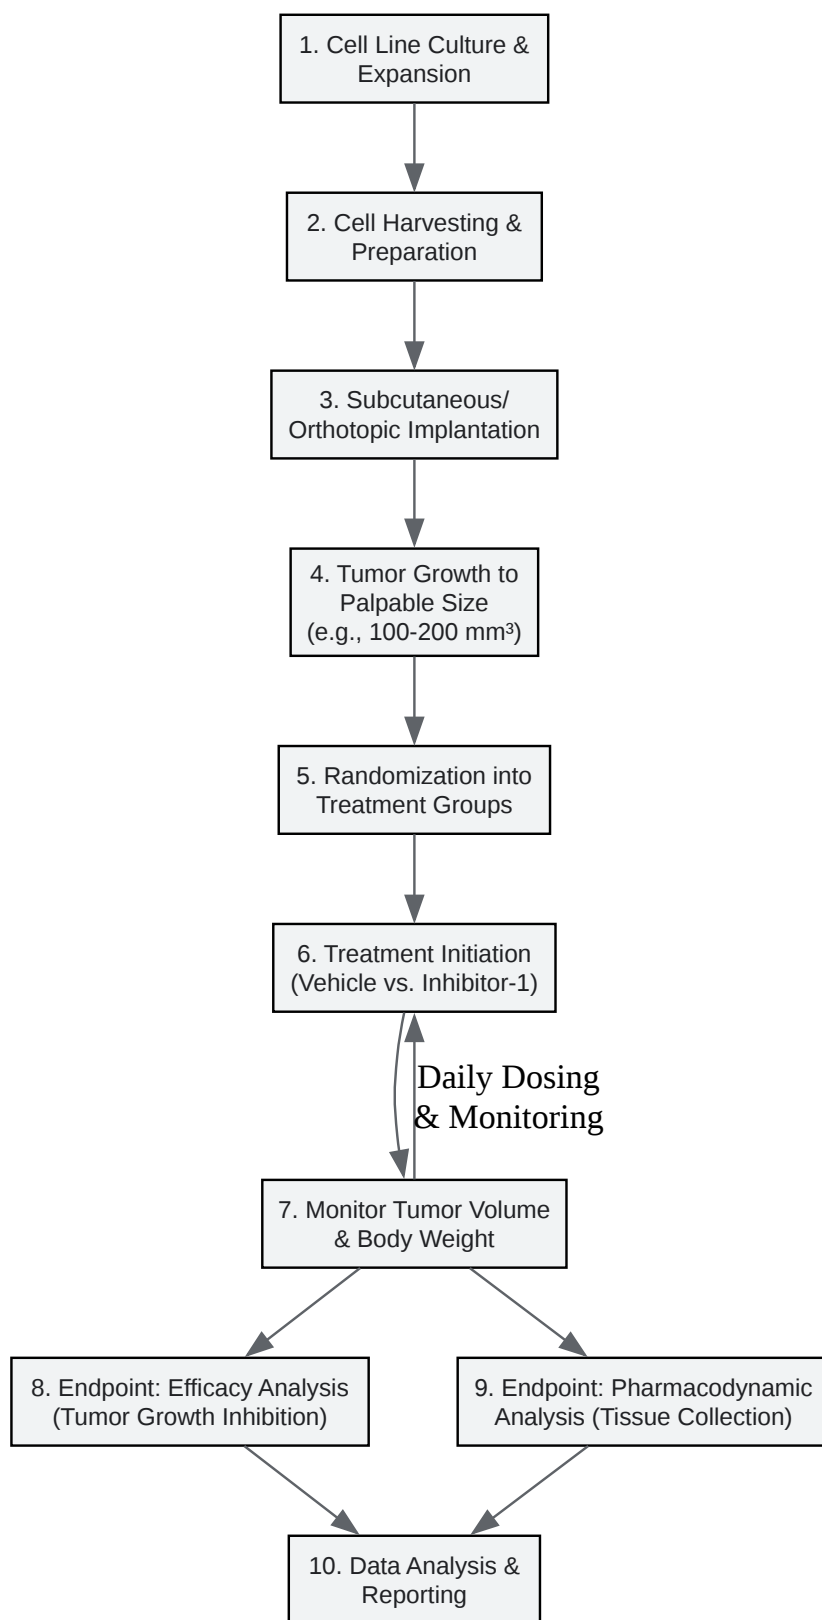 1. Cell Line Culture &
Expansion
2. Cell Harvesting &
Preparation
3. Subcutaneous/
Orthotopic Implantation
4. Tumor Growth to
Palpable Size
(e.g., 100-200 mm³)
5. Randomization into
Treatment Groups
6. Treatment Initiation
(Vehicle vs. Inhibitor-1)
Daily Dosing
& Monitoring
7. Monitor Tumor Volume
& Body Weight
8. Endpoint: Efficacy Analysis
(Tumor Growth Inhibition)
9. Endpoint: Pharmacodynamic
Analysis (Tissue Collection)
10. Data Analysis &
Reporting